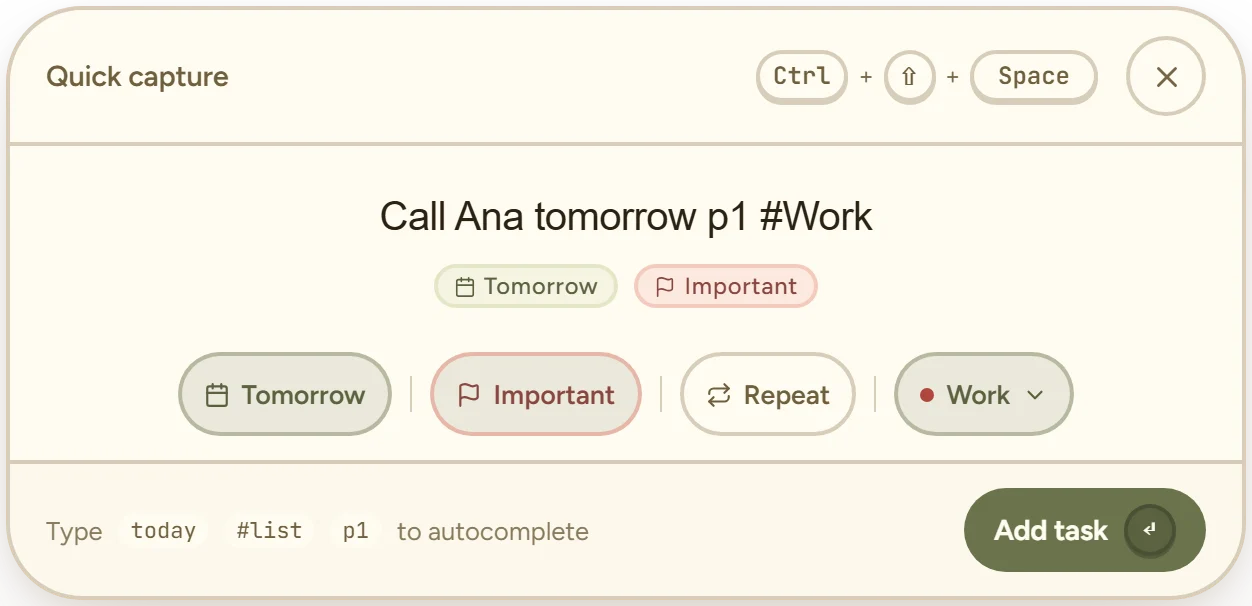 Quick capture
Ctrl + ⇧ + Space
Call Ana tomorrow p1 #Work
Tomorrow Important
Tomorrow Important Repeat Work
Type today #list p1 to autocomplete
Add task